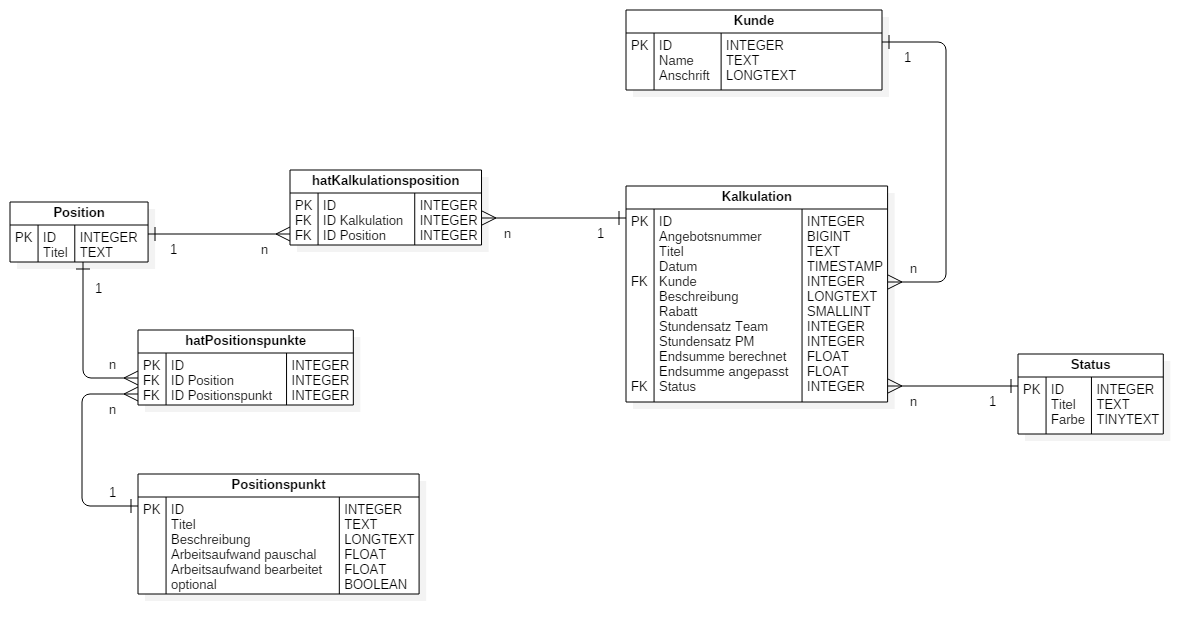 Kunde
PK ID INTEGER
Name TEXT
Anschrift LONGTEXT
1
n
hatKalkulationsposition
PK ID INTEGER
FK ID Kalkulation INTEGER
FK ID Position INTEGER
n
1
Position
PK ID INTEGER
Titel TEXT
1
n
1
Kalkulation
PK ID INTEGER
Angebotsnummer BIGINT
Titel TEXT
Datum TIMESTAMP
FK Kunde INTEGER
Beschreibung LONGTEXT
Rabatt SMALLINT
Stundensatz Team INTEGER
Stundensatz PM INTEGER
Endsumme berechnet FLOAT
Endsumme angepasst FLOAT
FK Status INTEGER
n
1
Status
PK ID INTEGER
Titel TEXT
Farbe TINYTEXT
hatPositionspunkte
PK ID INTEGER
FK ID Position INTEGER
FK ID Positionspunkt INTEGER
n
n
1
Positionspunkt
PK ID INTEGER
Titel TEXT
Beschreibung LONGTEXT
Arbeitsaufwand pauschal FLOAT
Arbeitsaufwand bearbeitet FLOAT
optional BOOLEAN